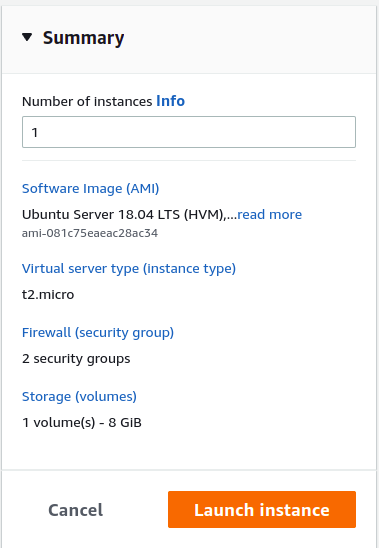 Summary
Number of instances Info
1
Software Image (AMI)
Ubuntu Server 18.04 LTS (HVM),...read more
ami-081c75eaeac28ac34
Virtual server type (instance type)
t2.micro
Firewall (security group)
2 security groups
Storage (volumes)
1 volume(s) - 8 GiB
Cancel Launch instance